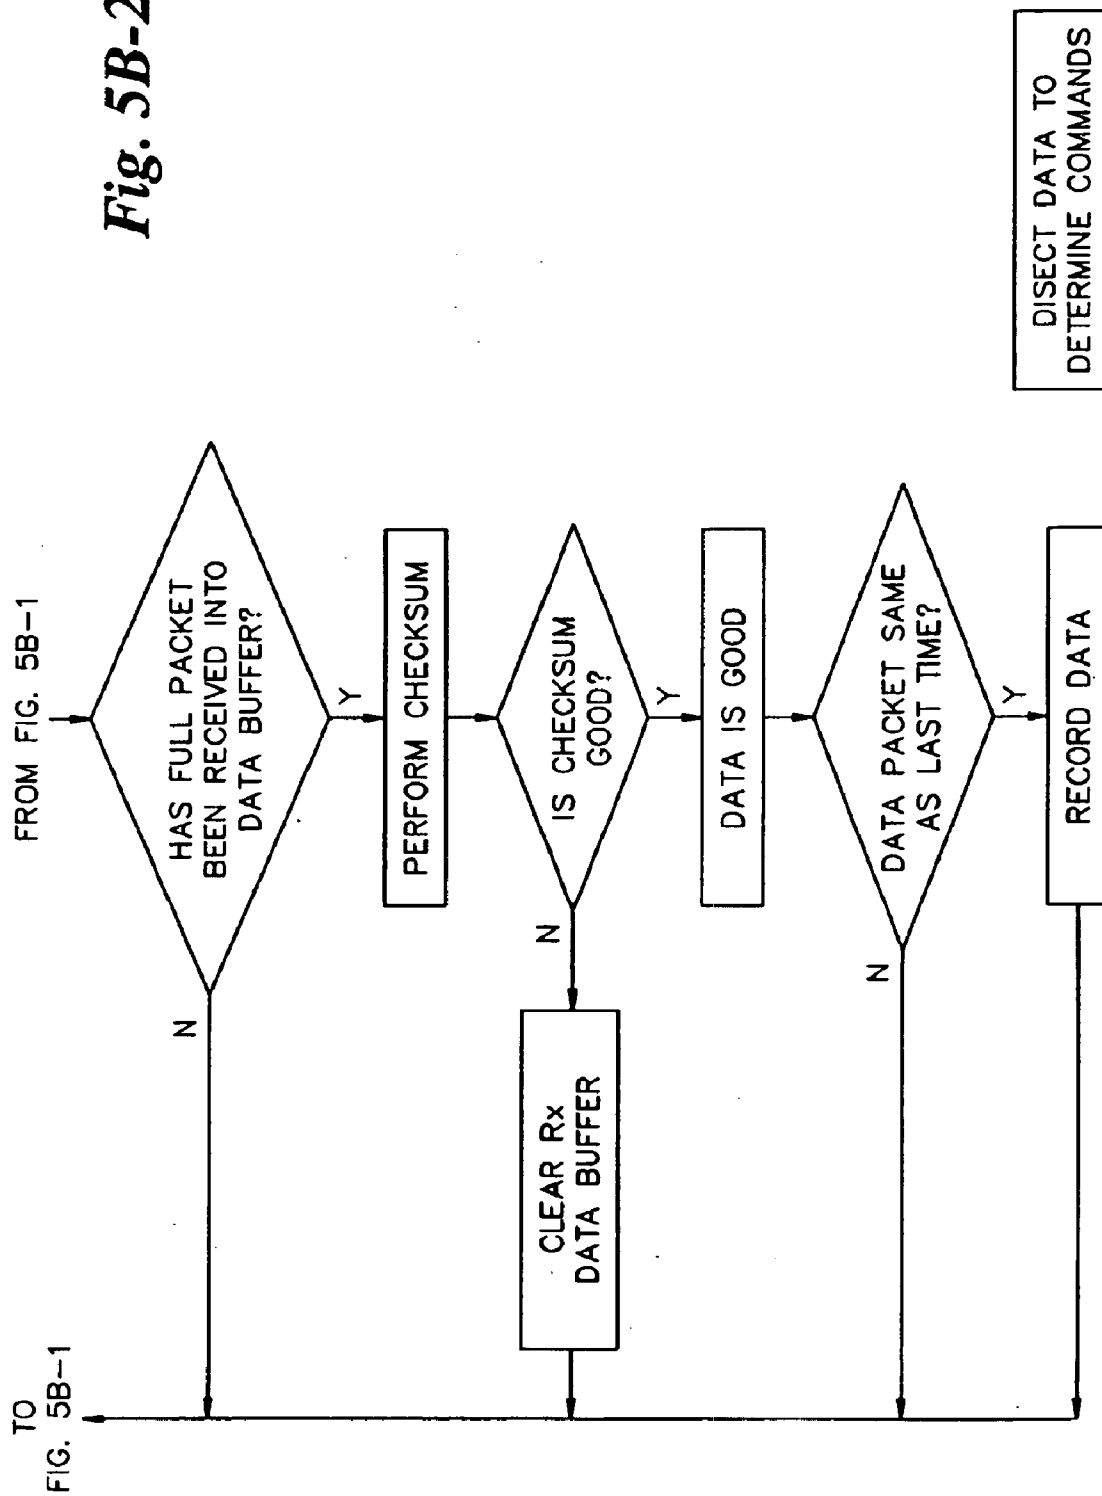 Fig. 5B-2
FROM FIG. 5B-1
TO
FIG. 5B-1
HAS FULL PACKET
BEEN RECEIVED INTO
DATA BUFFER?
N
Y
PERFORM CHECKSUM
IS CHECKSUM
GOOD?
N
CLEAR Rx
DATA BUFFER
Y
DATA IS GOOD
DATA PACKET SAME
AS LAST TIME?
N
Y
RECORD DATA
DISECT DATA TO
DETERMINE COMMANDS